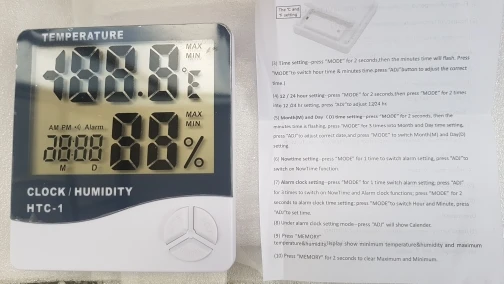 TEMPERATURE
MAX
MIN
-188.8°F
MAX
MIN
AM PM Alarm
88:88
88%
M D
CLOCK / HUMIDITY
HTC-1
The ℃ and
℉ setting
(3) Time setting-press "MODE" for 2 seconds,then the minutes time will flash. Press
"MODE"to switch hour time & minutes time,press "ADJ"button to adjust the correct
time )
(4) 12 / 24 hour setting-press "MODE" for 2 seconds,then press "MODE" for 2 times
into 12/24 hr setting, press "ADJ"to adjust 12/24 hr
(5) Month(M) and Day (D) time setting-press "MODE" for 2 seconds, then the
minutes time is flashing, press "MODE" for 3 times into Month and Day time setting,
press "ADJ"to adjust correct date,and press "MODE" to switch Month(M) and Day(D)
setting.
(6) Nowtime setting-press "MODE" for 1 time to switch alarm setting, press "ADJ"to
switch on NowTime function
(7) Alarm clock setting-press "MODE" for 1 time switch alarm setting, press "ADJ"
for 3 times to switch on NowTime and Alarm clock functions; press "MODE" for 2
seconds to alarm clock time setting; press "MODE"to switch Hour and Minute, press
"ADJ"to set time
(8) Under alarm clock setting mode-press "ADJ" will show Calendar.
(9) Press "MEMORY"
temperature&humidity/replay show minimum temperature&humidity and maximum
(10) Press "MEMORY" for 2 seconds to clear Maximum and Minimum.